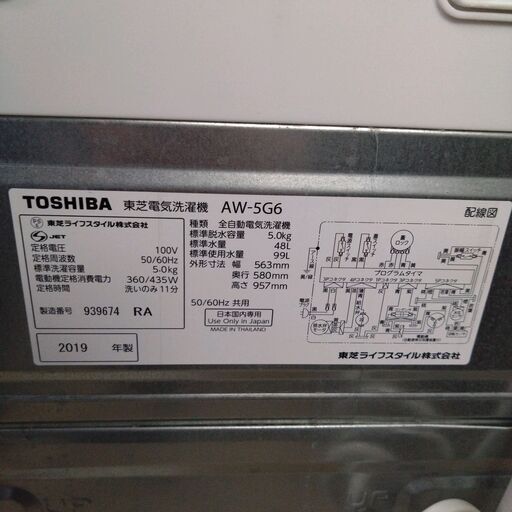 TOSHIBA 東芝電気洗濯機 AW-5G6
配線図
東芝ライフスタイル株式会社
JET
定格電圧 100V
定格周波数 50/60Hz
標準洗濯容量 5.0kg
電動機定格消費電力 360/435W
定格時間 洗いのみ11分
製造番号 939674 RA
2019 年製
種類 全自動電気洗濯機
標準脱水容量 5.0kg
標準水量 48L
標準使用水量 99L
外形寸法 幅 563mm
奥行 580mm
高さ 957mm
50/60Hz 共用
日本国内専用
Use Only in Japan
MADE IN THAILAND
ロック
プログラムタイマ
東芝ライフスタイル株式会社